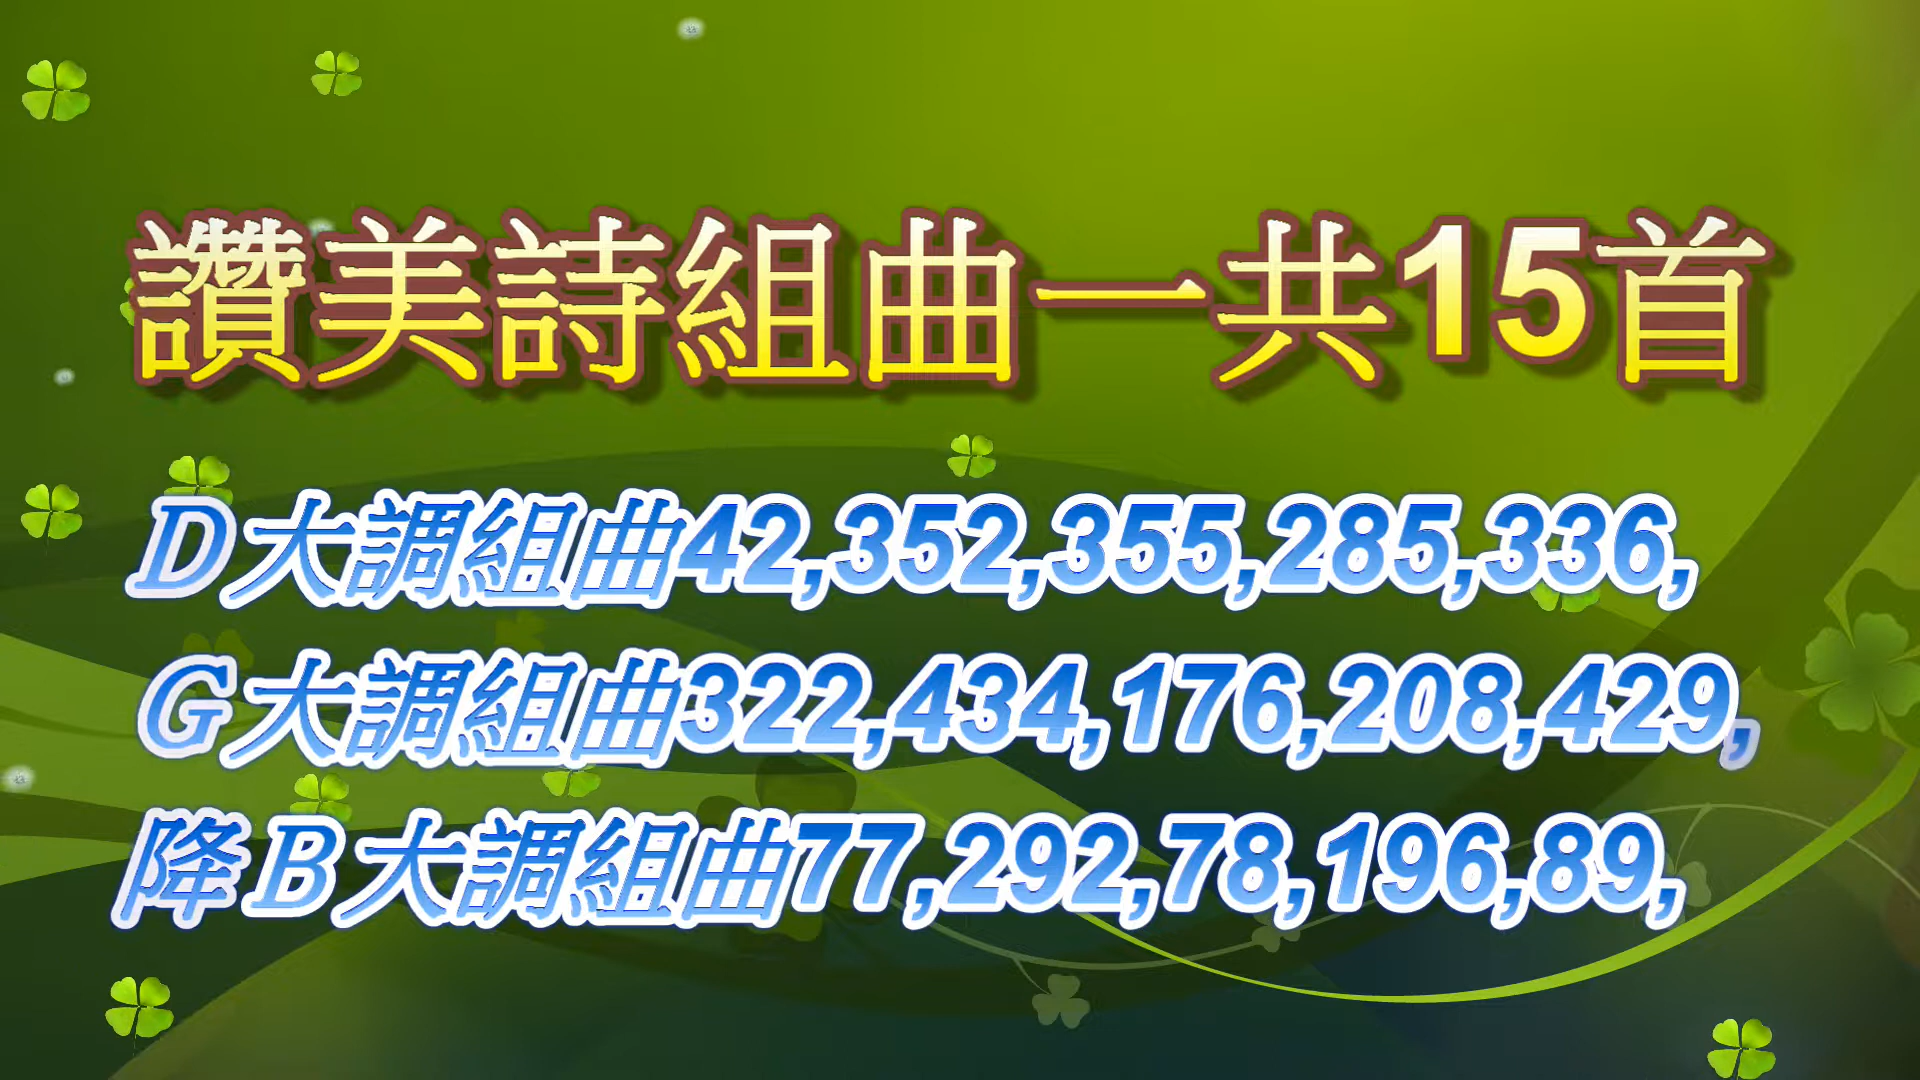 讚美詩組曲一共15首
D大調組曲42,352,355,285,336,
G大調組曲322,434,176,208,429,
降B大調組曲77,292,78,196,89,